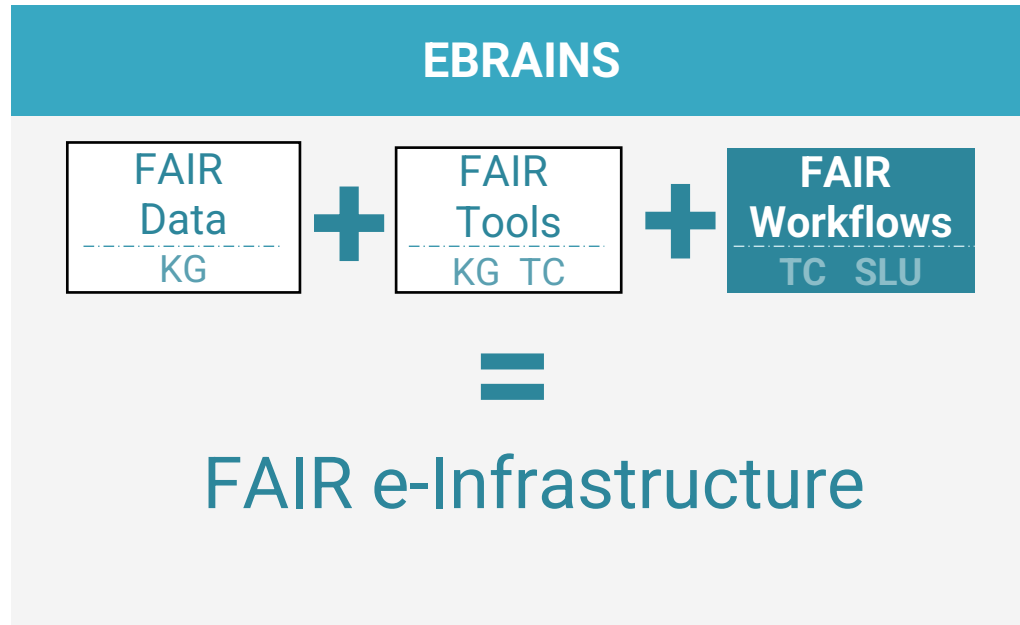 EBRAINS
FAIR
Data
KG
+
FAIR
Tools
KG TC
+
FAIR
Workflows
TC SLU
=
FAIR e-Infrastructure